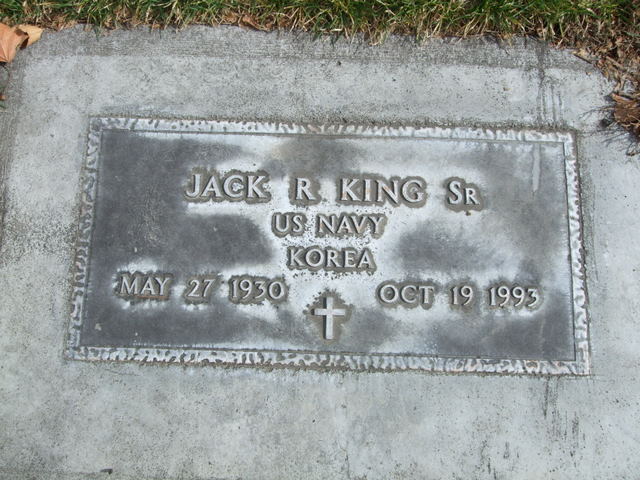 JACK R KING SR
US NAVY
KOREA
MAY 27 1930 OCT 19 1993